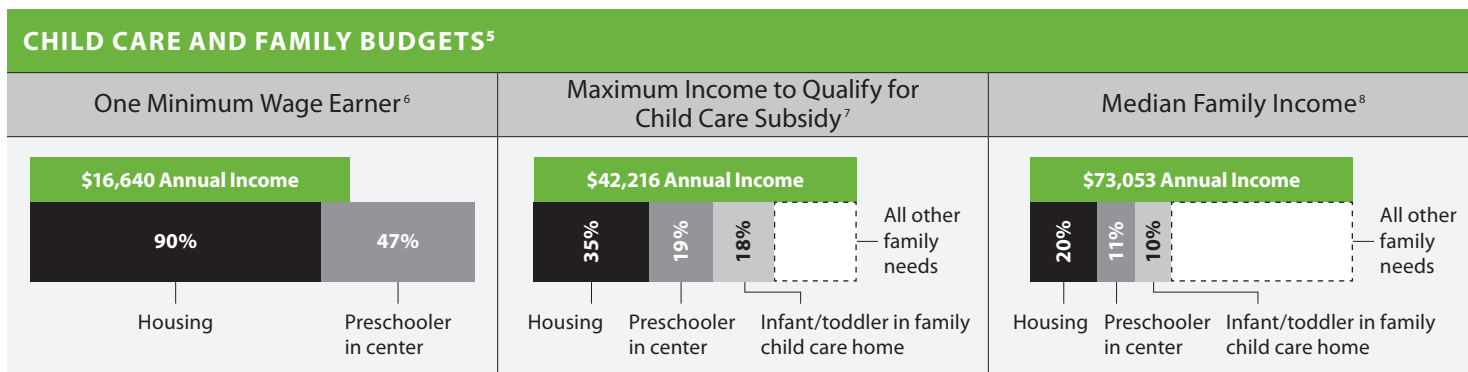 CHILD CARE AND FAMILY BUDGETS⁵
One Minimum Wage Earner⁶
$16,640 Annual Income
90%
47%
Housing
Preschooler
in center
Maximum Income to Qualify for
Child Care Subsidy⁷
$42,216 Annual Income
35%
19%
18%
All other
family
needs
Housing
Preschooler
in center
Infant/toddler in family
child care home
Median Family Income⁸
$73,053 Annual Income
20%
11%
10%
All other
family
needs
Housing
Preschooler
in center
Infant/toddler in family
child care home